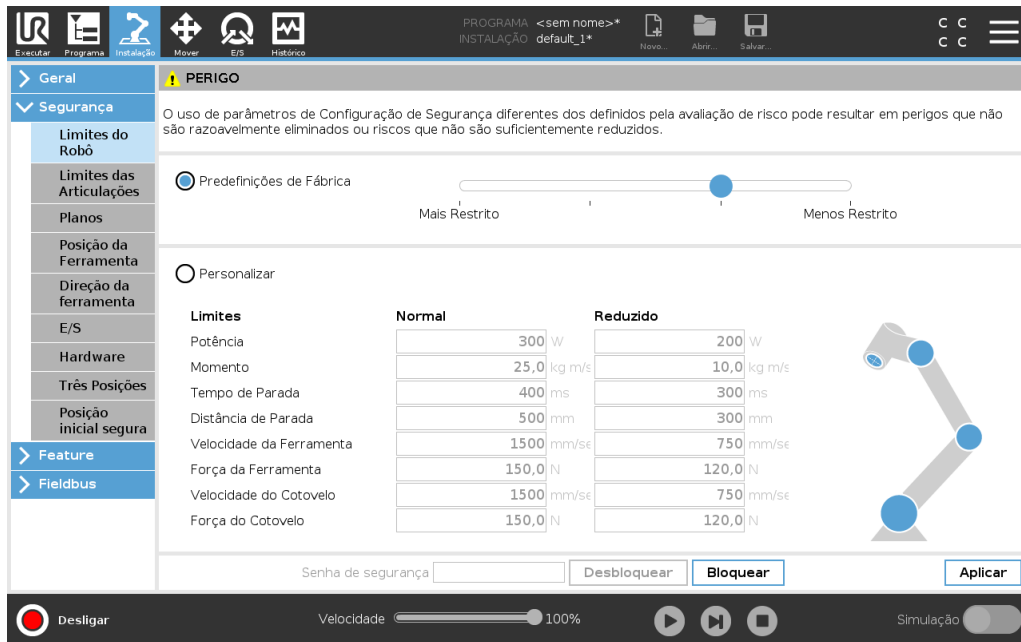 UR
PROGRAMA <sem nome>*
INSTALAÇÃO default_1*
Executar Programa Instalação Mover E/S Histórico
Novo... Abrir... Salvar...
C C
C C
Geral
Segurança
Limites do
Robô
Limites das
Articulações
Planos
Posição da
Ferramenta
Direção da
ferramenta
E/S
Hardware
Três Posições
Posição
inicial segura
Feature
Fieldbus
PERIGO
O uso de parâmetros de Configuração de Segurança diferentes dos definidos pela avaliação de risco pode resultar em perigos que não
são razoavelmente eliminados ou riscos que não são suficientemente reduzidos.
Predefinições de Fábrica
Mais Restrito Menos Restrito
Personalizar
Limites Normal Reduzido
Potência 300 W 200 W
Momento 25,0 kg m/s 10,0 kg m/s
Tempo de Parada 400 ms 300 ms
Distância de Parada 500 mm 300 mm
Velocidade da Ferramenta 1500 mm/se 750 mm/se
Força da Ferramenta 150,0 N 120,0 N
Velocidade do Cotovelo 1500 mm/se 750 mm/se
Força do Cotovelo 150,0 N 120,0 N
Senha de segurança Desbloquear Bloquear Aplicar
Desligar Velocidade 100% Simulação